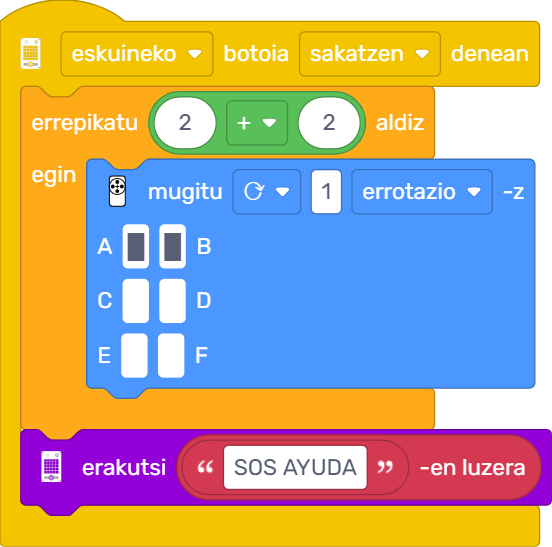 eskuineko botoia sakatzen denean
errepikatu 2 + 2 aldiz
egin
mugitu 1 errotazio -z
A B
C D
E F
erakutsi “ SOS AYUDA ” -en luzera